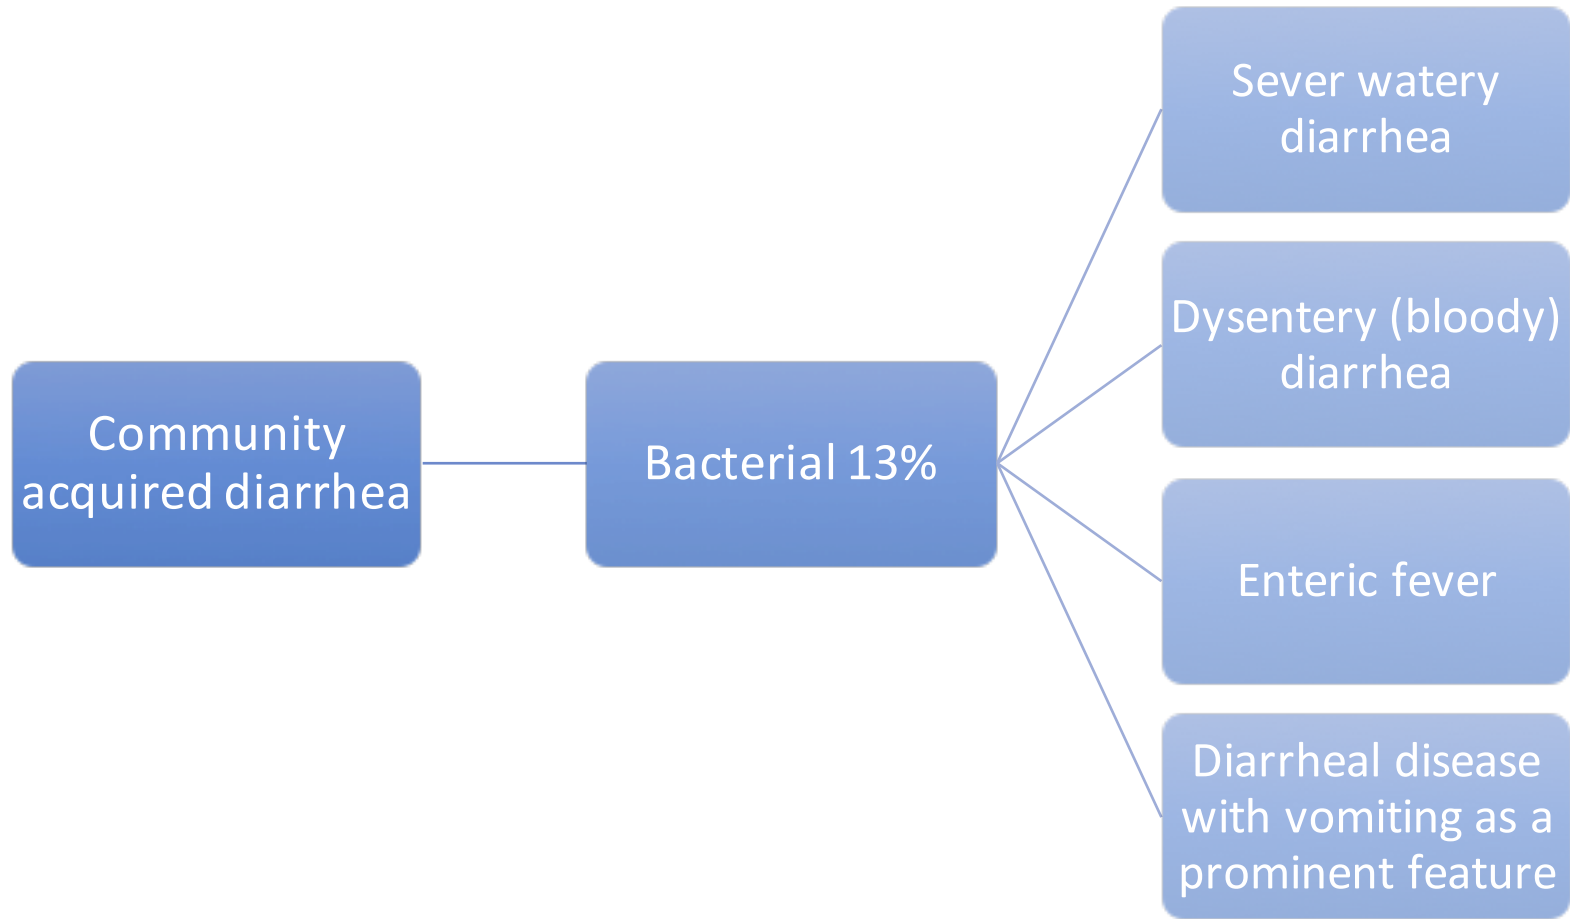 Community
acquired diarrhea
Bacterial 13%
Sever watery
diarrhea
Dysentery (bloody)
diarrhea
Enteric fever
Diarrheal disease
with vomiting as a
prominent feature